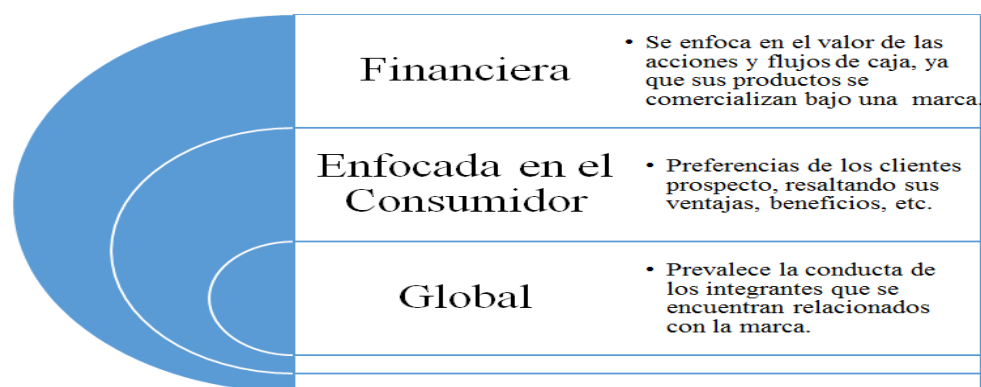 Financiera
• Se enfoca en el valor de las
acciones y flujos de caja, ya
que sus productos se
comercializan bajo una marca.
Enfocada en el
Consumidor
• Preferencias de los clientes
prospecto, resaltando sus
ventajas, beneficios, etc.
Global
• Prevalece la conducta de
los integrantes que se
encuentran relacionados
con la marca.